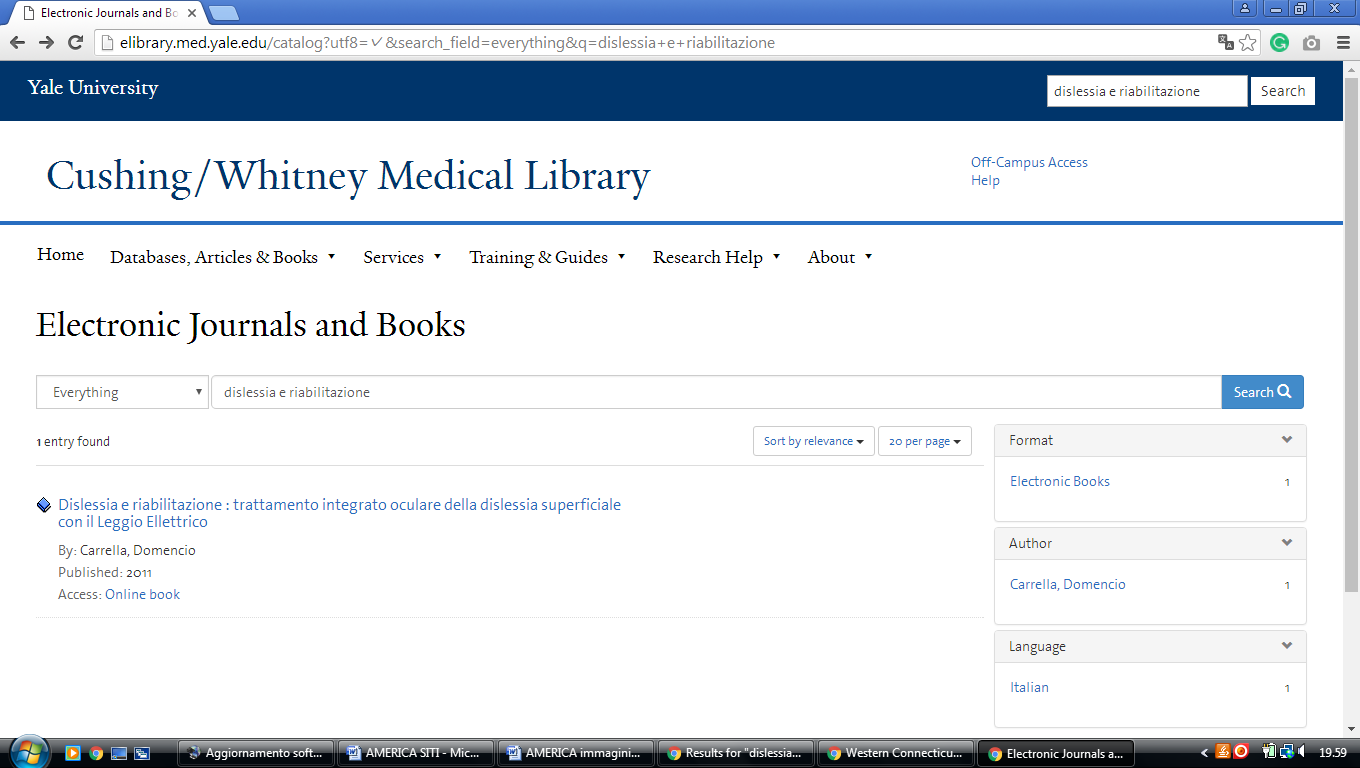 Electronic Journals and Bo
elibrary.med.yale.edu/catalog?utf8=✓&search_field=everything&q=dislessia+e+riabilitazione
Yale University
dislessia e riabilitazione
Search
Cushing/Whitney Medical Library
Off-Campus Access
Help
Home
Databases, Articles & Books
Services
Training & Guides
Research Help
About
Electronic Journals and Books
Everything
dislessia e riabilitazione
Search
1 entry found
Sort by relevance
20 per page
Dislessia e riabilitazione : trattamento integrato oculare della dislessia superficiale
con il Leggio Ellettrico
By: Carrella, Domencio
Published: 2011
Access: Online book
Format
Electronic Books 1
Author
Carrella, Domencio 1
Language
Italian 1
Aggiornamento soft...
AMERICA SITI - Mic...
AMERICA immagini...
Results for "dislessia...
Western Connecticu...
Electronic Journals a...
19.59